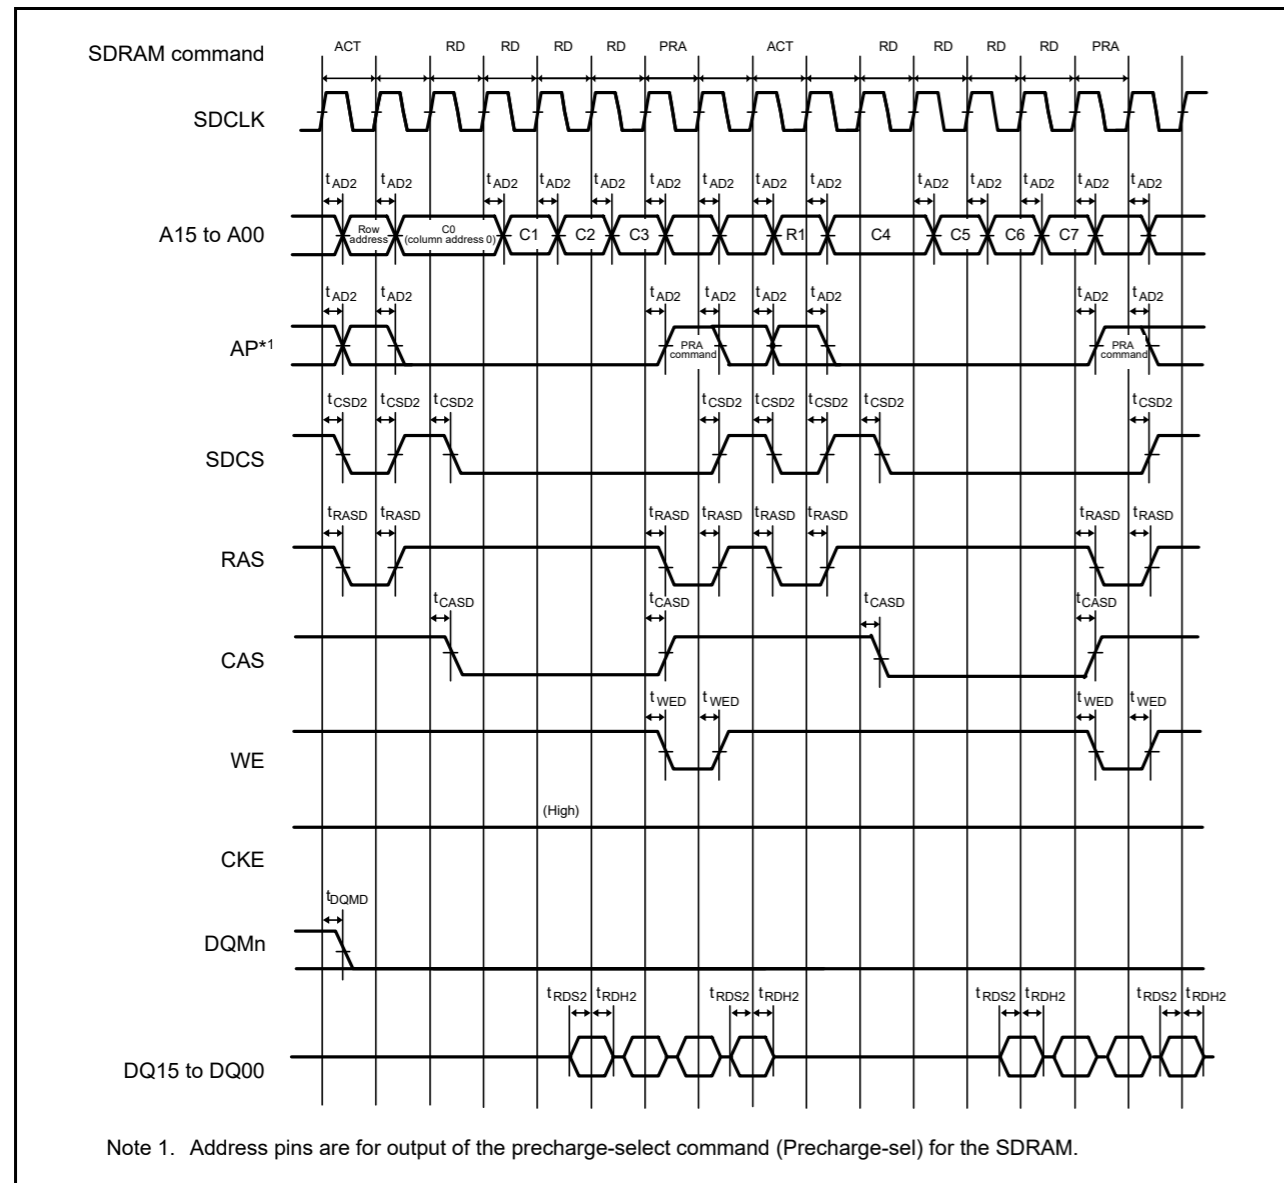 SDRAM command ACT RD RD RD RD PRA ACT RD RD RD RD PRA
SDCLK
tAD2 tAD2 tAD2 tAD2 tAD2 tAD2 tAD2 tAD2 tAD2 tAD2 tAD2 tAD2 tAD2 tAD2
A15 to A00 Row address C0 (column address 0) C1 C2 C3 R1 C4 C5 C6 C7
tAD2 tAD2 tAD2 tAD2 tAD2 tAD2 tAD2 tAD2
AP*1 PRA command PRA command
tCSD2 tCSD2 tCSD2 tCSD2 tCSD2 tCSD2 tCSD2 tCSD2
SDCS
tRASD tRASD tRASD tRASD tRASD tRASD tRASD tRASD
RAS
tCASD tCASD tCASD tCASD
CAS
tWED tWED tWED tWED
WE
(High)
CKE
tDQMD
DQMn
tRDS2 tRDH2 tRDS2 tRDH2 tRDS2 tRDH2 tRDS2 tRDH2
DQ15 to DQ00
Note 1. Address pins are for output of the precharge-select command (Precharge-sel) for the SDRAM.